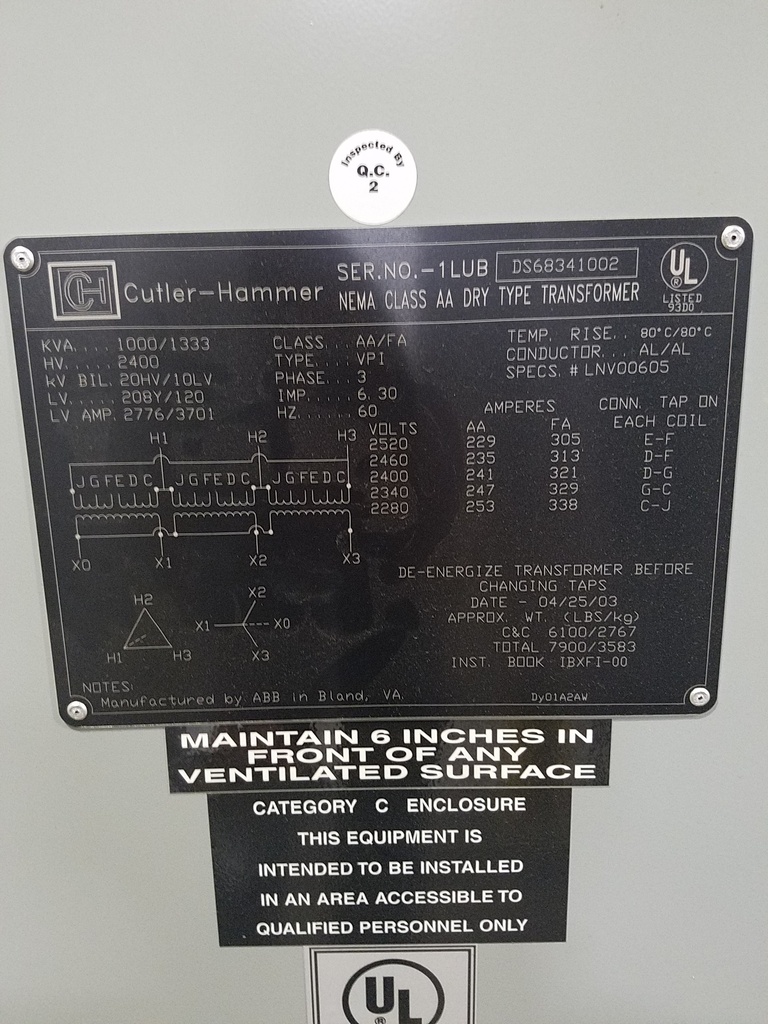 Inspected By
Q.C.
2
CH Cutler-Hammer
SER.NO.-1LUB DS68341002
NEMA CLASS AA DRY TYPE TRANSFORMER
UL
®
LISTED
93D0
KVA.... 1000/1333
HV..... 2400
kV BIL. 20HV/10LV
LV..... 208Y/120
LV AMP. 2776/3701
CLASS... AA/FA
TYPE.... VPI
PHASE... 3
IMP..... 6.30
HZ...... 60
TEMP. RISE.. 80°C/80°C
CONDUCTOR... AL/AL
SPECS. # LNV00605
AMPERES CONN. TAP ON
VOLTS AA FA EACH COIL
2520 229 305 E-F
2460 235 313 D-F
2400 241 321 D-G
2340 247 329 G-C
2280 253 338 C-J
H1 H2 H3
J G F E D C J G F E D C J G F E D C
X0 X1 X2 X3
H2
H1 H3
X2
X1 X0
X3
DE-ENERGIZE TRANSFORMER BEFORE
CHANGING TAPS
DATE - 04/25/03
APPROX. WT. (LBS/kg)
C&C 6100/2767
TOTAL 7900/3583
INST. BOOK IBXFI-00
NOTES:
Manufactured by ABB in Bland, VA.
Dy01A2AW
MAINTAIN 6 INCHES IN
FRONT OF ANY
VENTILATED SURFACE
CATEGORY C ENCLOSURE
THIS EQUIPMENT IS
INTENDED TO BE INSTALLED
IN AN AREA ACCESSIBLE TO
QUALIFIED PERSONNEL ONLY
UL
®